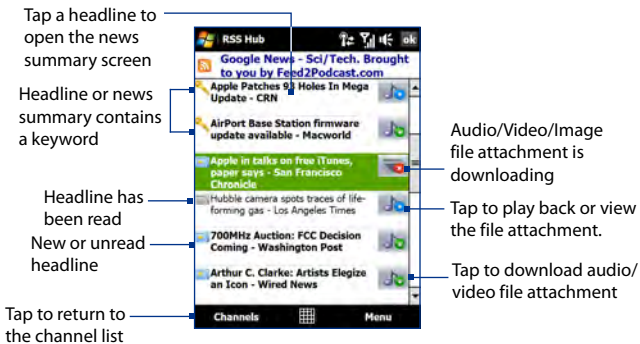 Tap a headline to
open the news
summary screen
Headline or news
summary contains
a keyword
Headline has
been read
New or unread
headline
Tap to return to
the channel list
RSS Hub
ok
Google News - Sci/Tech. Brought
to you by Feed2Podcast.com
Apple Patches 93 Holes In Mega
Update - CRN
AirPort Base Station firmware
update available - Macworld
Apple in talks on free iTunes,
paper says - San Francisco
Chronicle
Hubble camera spots traces of life-
forming gas - Los Angeles Times
700MHz Auction: FCC Decision
Coming - Washington Post
Arthur C. Clarke: Artists Elegize
an Icon - Wired News
Channels
Menu
Audio/Video/Image
file attachment is
downloading
Tap to play back or view
the file attachment.
Tap to download audio/
video file attachment